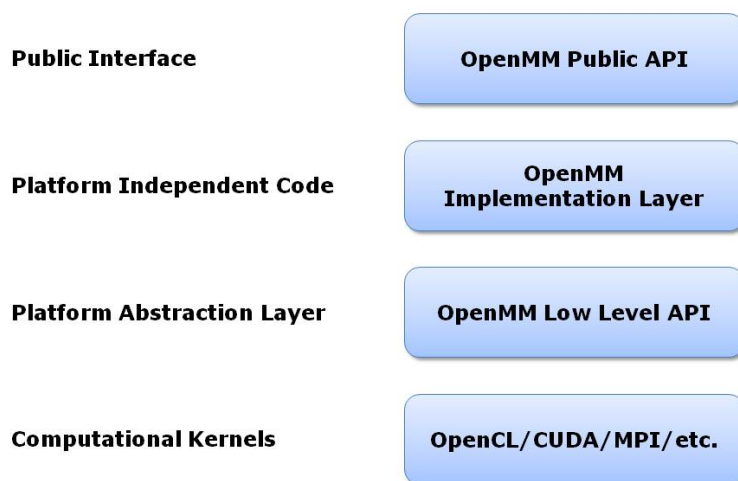 Public Interface
OpenMM Public API
Platform Independent Code
OpenMM
Implementation Layer
Platform Abstraction Layer
OpenMM Low Level API
Computational Kernels
OpenCL/CUDA/MPI/etc.